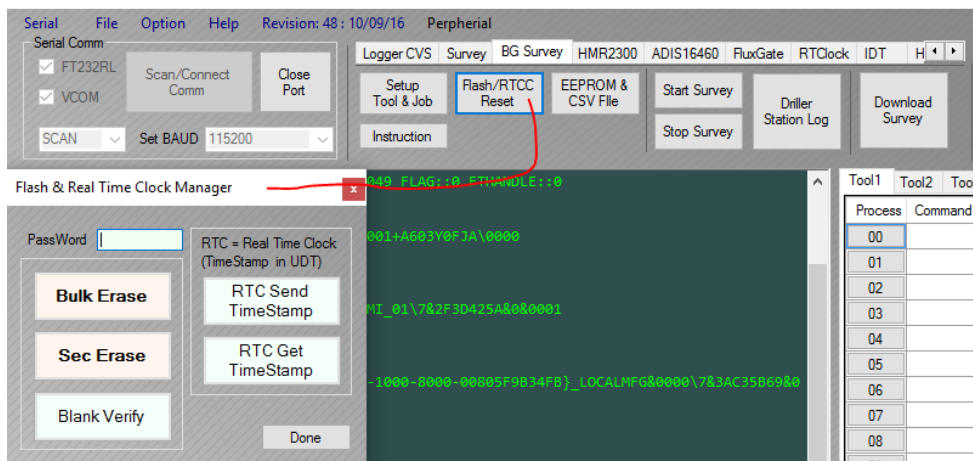 Serial File Option Help Revision: 48 : 10/09/16 Perpherial
Serial Comm
FT232RL
VCOM
Scan/Connect
Comm
Close
Port
SCAN
Set BAUD
115200
Logger CVS Survey BG Survey HMR2300 ADIS16460 FluxGate RTClock IDT H
Setup
Tool & Job
Flash/RTCC
Reset
EEPROM &
CSV FIle
Instruction
Start Survey
Stop Survey
Driller
Station Log
Download
Survey
Flash & Real Time Clock Manager
x
PassWord
Bulk Erase
Sec Erase
Blank Verify
RTC = Real Time Clock
(TimeStamp in UDT)
RTC Send
TimeStamp
RTC Get
TimeStamp
Done
049 FLAG::0 FTHANDLE::0
001+A603Y0FJA\0000
MI_01\7&2F3D425A&0&0001
-1000-8000-00805F9B34FB}_LOCALMFG&0000\7&3AC35B69&0
Tool1 Tool2 Too
Process Command
00
01
02
03
04
05
06
07
08